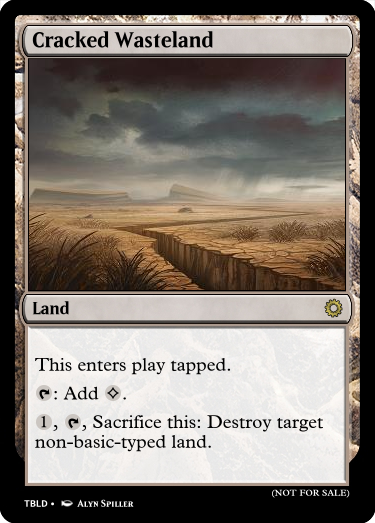 Cracked Wasteland
Land
This enters play tapped.
: Add .
1, , Sacrifice this: Destroy target
non-basic-typed land.
(NOT FOR SALE)
TBLD • ALYN SPILLER